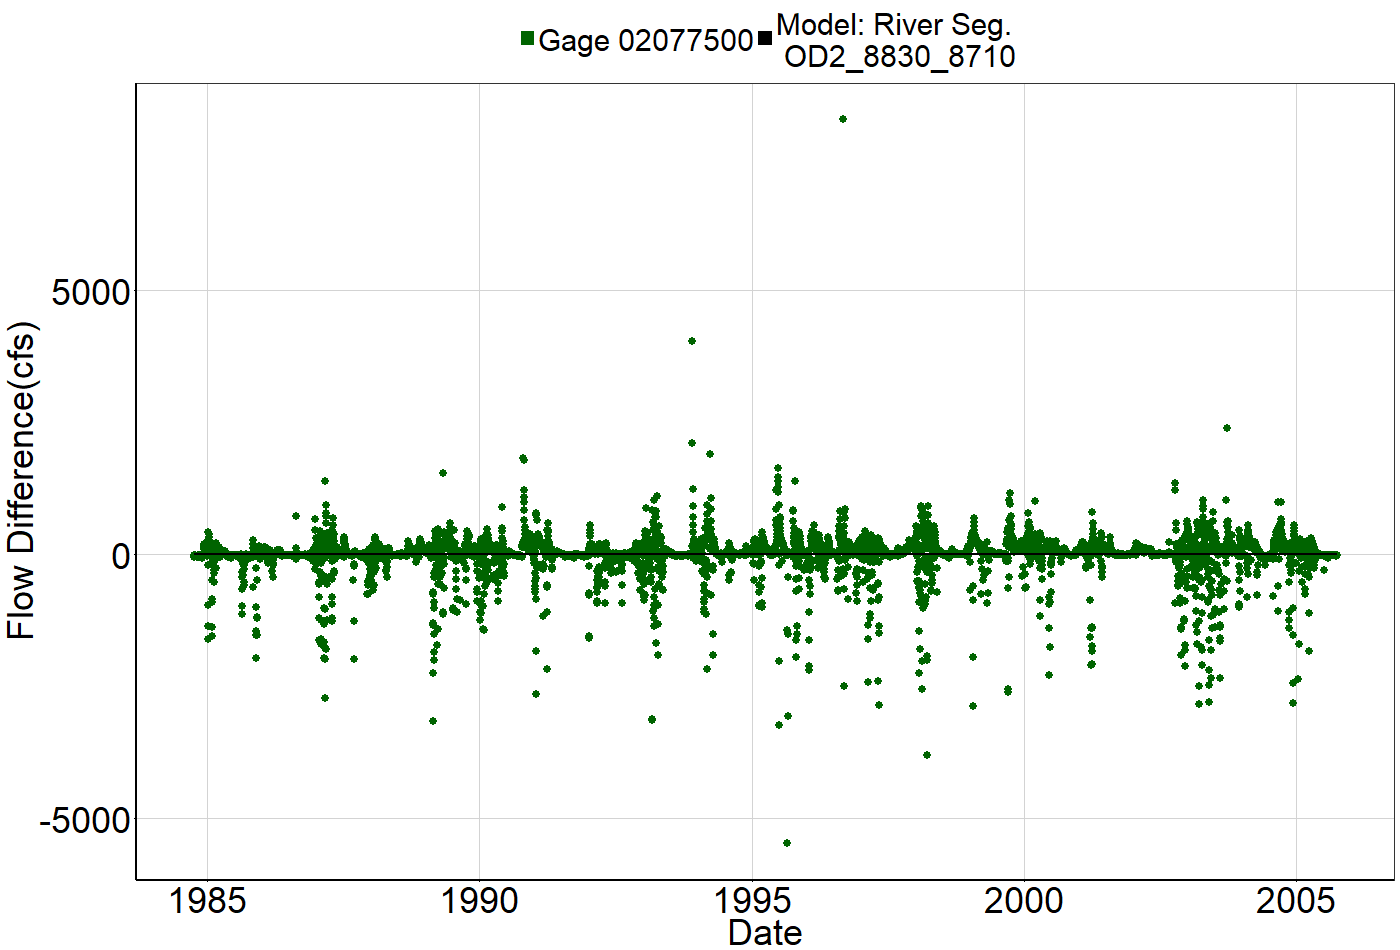 Gage 02077500
Model: River Seg.
OD2_8830_8710
Flow Difference(cfs)
5000
0
-5000
1985
1990
1995
2000
2005
Date